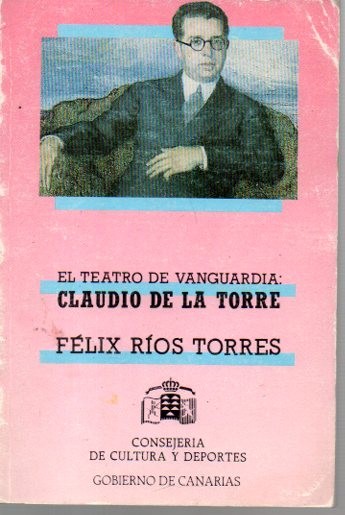 EL TEATRO DE VANGUARDIA:
CLAUDIO DE LA TORRE
FÉLIX RÍOS TORRES
CONSEJERIA
DE CULTURA Y DEPORTES
GOBIERNO DE CANARIAS